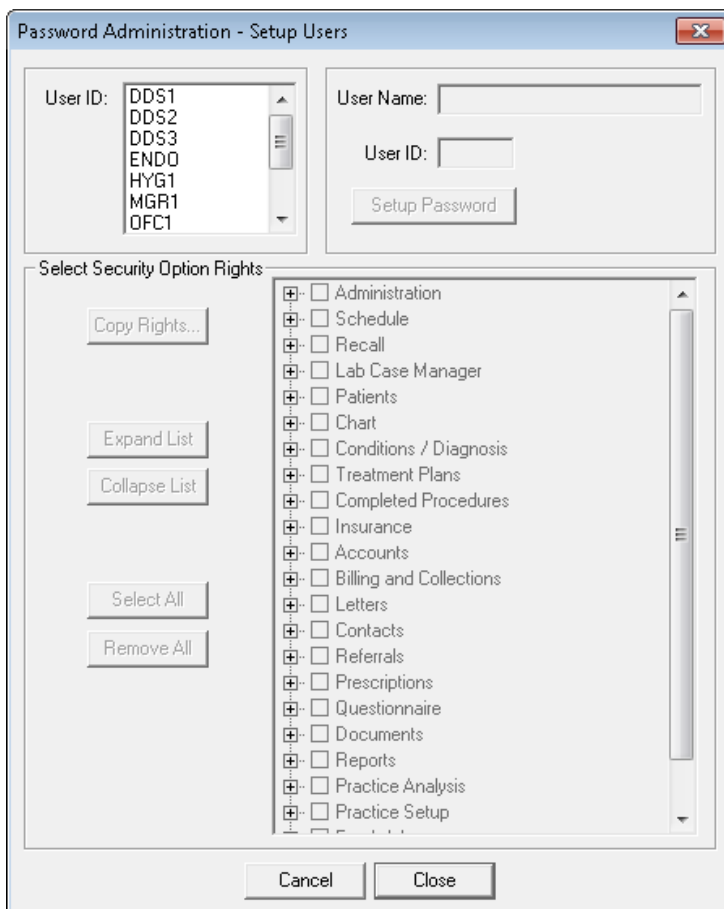 Password Administration - Setup Users
User ID:
DDS1
DDS2
DDS3
ENDO
HYG1
MGR1
OFC1
User Name:
User ID:
Setup Password
Select Security Option Rights
Copy Rights...
Expand List
Collapse List
Select All
Remove All
Administration
Schedule
Recall
Lab Case Manager
Patients
Chart
Conditions / Diagnosis
Treatment Plans
Completed Procedures
Insurance
Accounts
Billing and Collections
Letters
Contacts
Referrals
Prescriptions
Questionnaire
Documents
Reports
Practice Analysis
Practice Setup
Cancel
Close